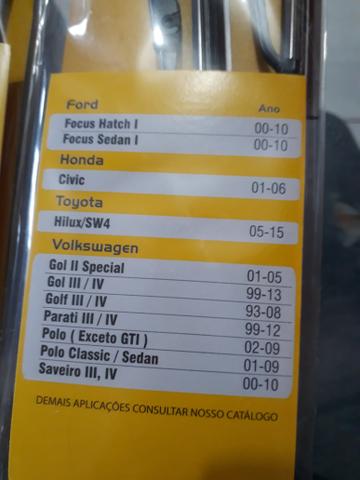 Ford Ano
Focus Hatch I 00-10
Focus Sedan I 00-10
Honda
Civic 01-06
Toyota
Hilux/SW4 05-15
Volkswagen
Gol II Special 01-05
Gol III / IV 99-13
Golf III / IV 93-08
Parati III / IV 99-12
Polo ( Exceto GTI ) 02-09
Polo Classic / Sedan 01-09
Saveiro III, IV 00-10
DEMAIS APLICAÇÕES CONSULTAR NOSSO CATÁLOGO